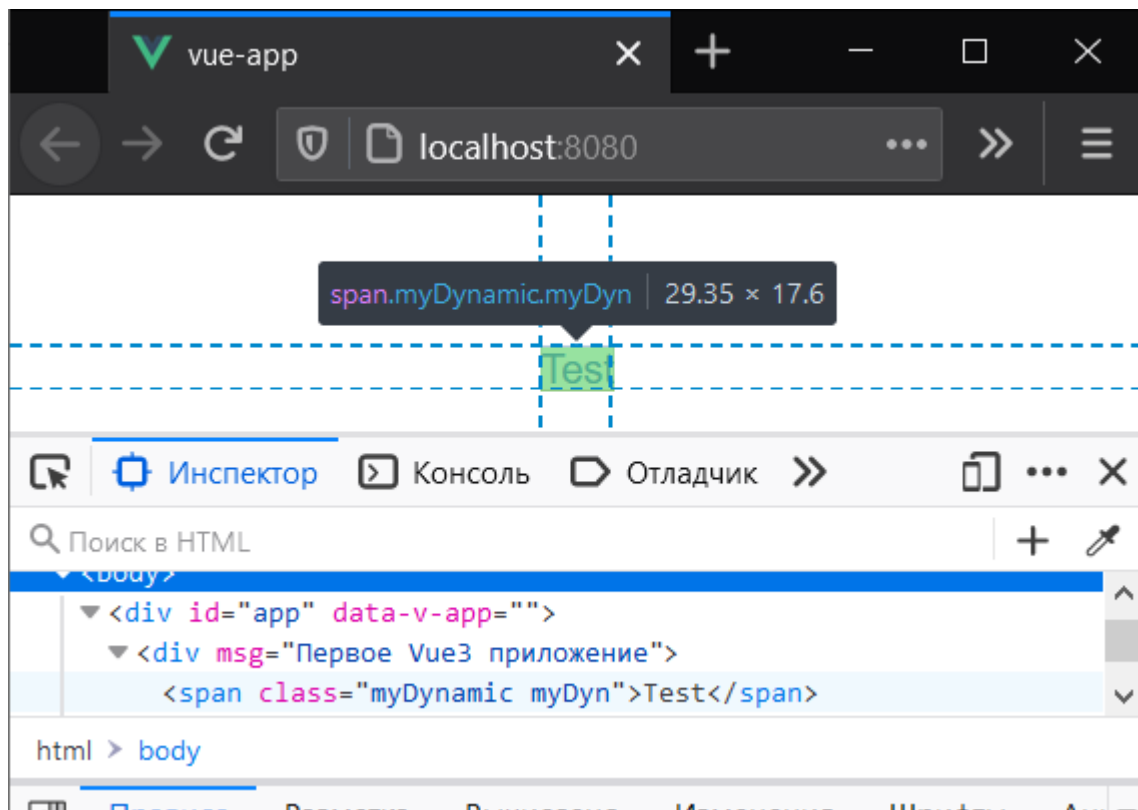 vue-app
localhost:8080
span.myDynamic.myDyn 29.35 × 17.6
Test
Инспектор Консоль Отладчик
Поиск в HTML
<body>
<div id="app" data-v-app="">
<div msg="Первое Vue3 приложение">
<span class="myDynamic myDyn">Test</span>
html > body